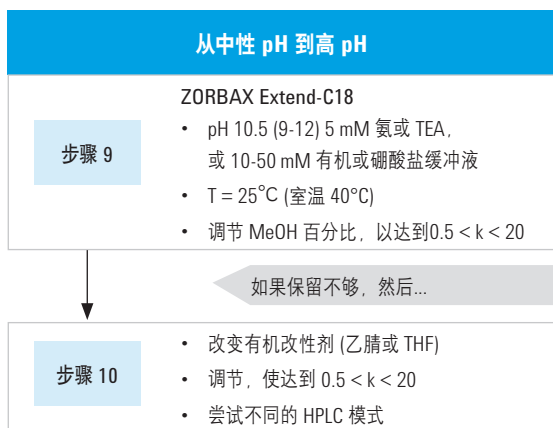 从中性 pH 到高 pH
步骤 9
ZORBAX Extend-C18
• pH 10.5 (9-12) 5 mM 氨或 TEA，
或 10-50 mM 有机或硼酸盐缓冲液
• T = 25°C (室温 40°C)
• 调节 MeOH 百分比，以达到0.5 < k < 20
如果保留不够，然后...
步骤 10
• 改变有机改性剂 (乙腈或 THF)
• 调节，使达到 0.5 < k < 20
• 尝试不同的 HPLC 模式